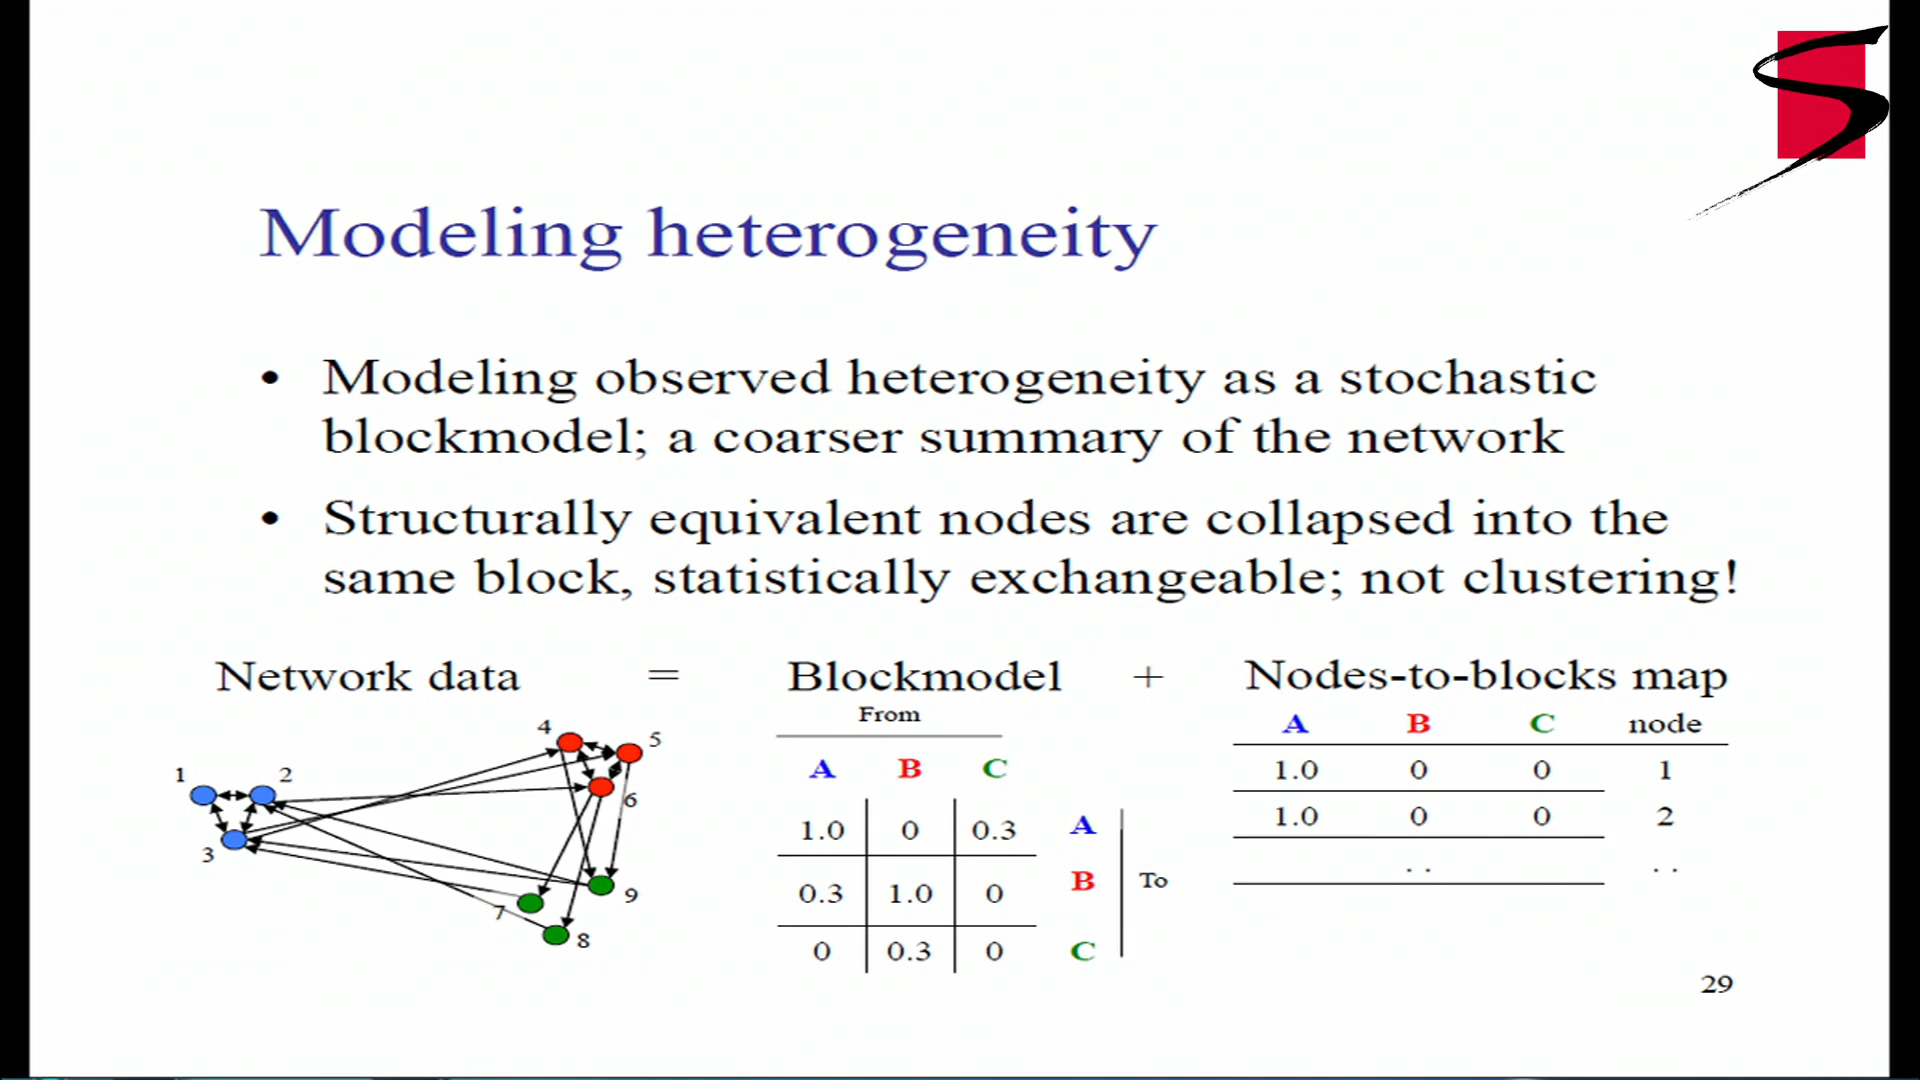 Modeling heterogeneity
• Modeling observed heterogeneity as a stochastic
blockmodel; a coarser summary of the network
• Structurally equivalent nodes are collapsed into the
same block, statistically exchangeable; not clustering!
Network data = Blockmodel + Nodes-to-blocks map
From
A B C
1.0 0 0.3 A
0.3 1.0 0 B To
0 0.3 0 C
A B C node
1.0 0 0 1
1.0 0 0 2
. . . .
1
2
3
4
5
6
7
8
9
29